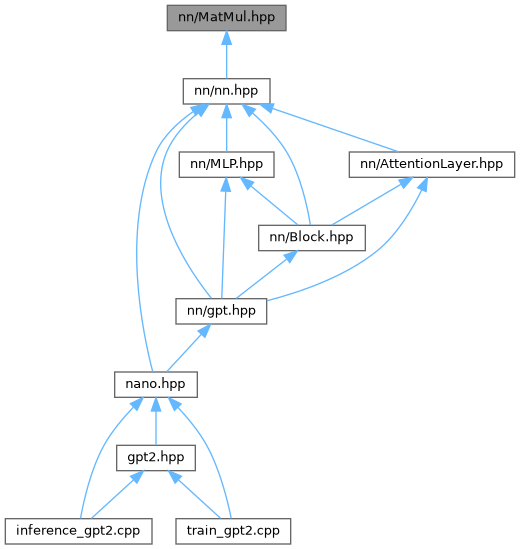 nn/MatMul.hpp
nn/nn.hpp
nn/MLP.hpp
nn/AttentionLayer.hpp
nn/Block.hpp
nn/gpt.hpp
nano.hpp
gpt2.hpp
inference_gpt2.cpp
train_gpt2.cpp